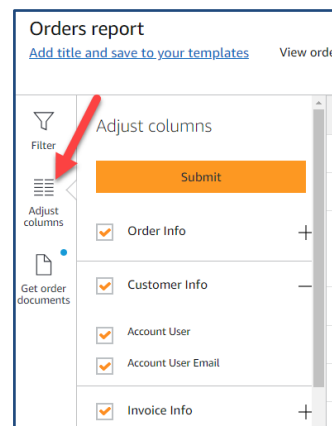 Orders report
Add title and save to your templates View orde
Filter
Adjust columns
Submit
Adjust
columns
Order Info
Get order
documents
Customer Info
Account User
Account User Email
Invoice Info